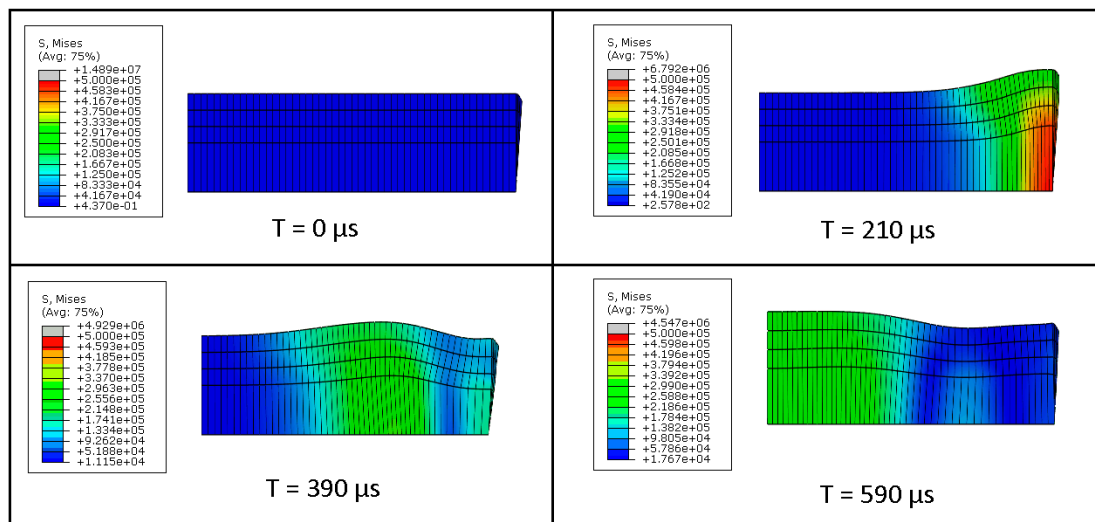 S, Mises
(Avg: 75%)
+1.489e+07
+5.000e+05
+4.583e+05
+4.167e+05
+3.750e+05
+3.333e+05
+2.917e+05
+2.500e+05
+2.083e+05
+1.667e+05
+1.250e+05
+8.333e+04
+4.167e+04
+4.370e-01
T = 0 μs
S, Mises
(Avg: 75%)
+6.792e+06
+5.000e+05
+4.584e+05
+4.167e+05
+3.751e+05
+3.334e+05
+2.918e+05
+2.501e+05
+2.085e+05
+1.668e+05
+1.252e+05
+8.355e+04
+4.190e+04
+2.578e+02
T = 210 μs
S, Mises
(Avg: 75%)
+4.929e+06
+5.000e+05
+4.593e+05
+4.185e+05
+3.778e+05
+3.370e+05
+2.963e+05
+2.556e+05
+2.148e+05
+1.741e+05
+1.334e+05
+9.262e+04
+5.188e+04
+1.115e+04
T = 390 μs
S, Mises
(Avg: 75%)
+4.547e+06
+5.000e+05
+4.598e+05
+4.196e+05
+3.794e+05
+3.392e+05
+2.990e+05
+2.588e+05
+2.186e+05
+1.784e+05
+1.382e+05
+9.805e+04
+5.786e+04
+1.767e+04
T = 590 μs